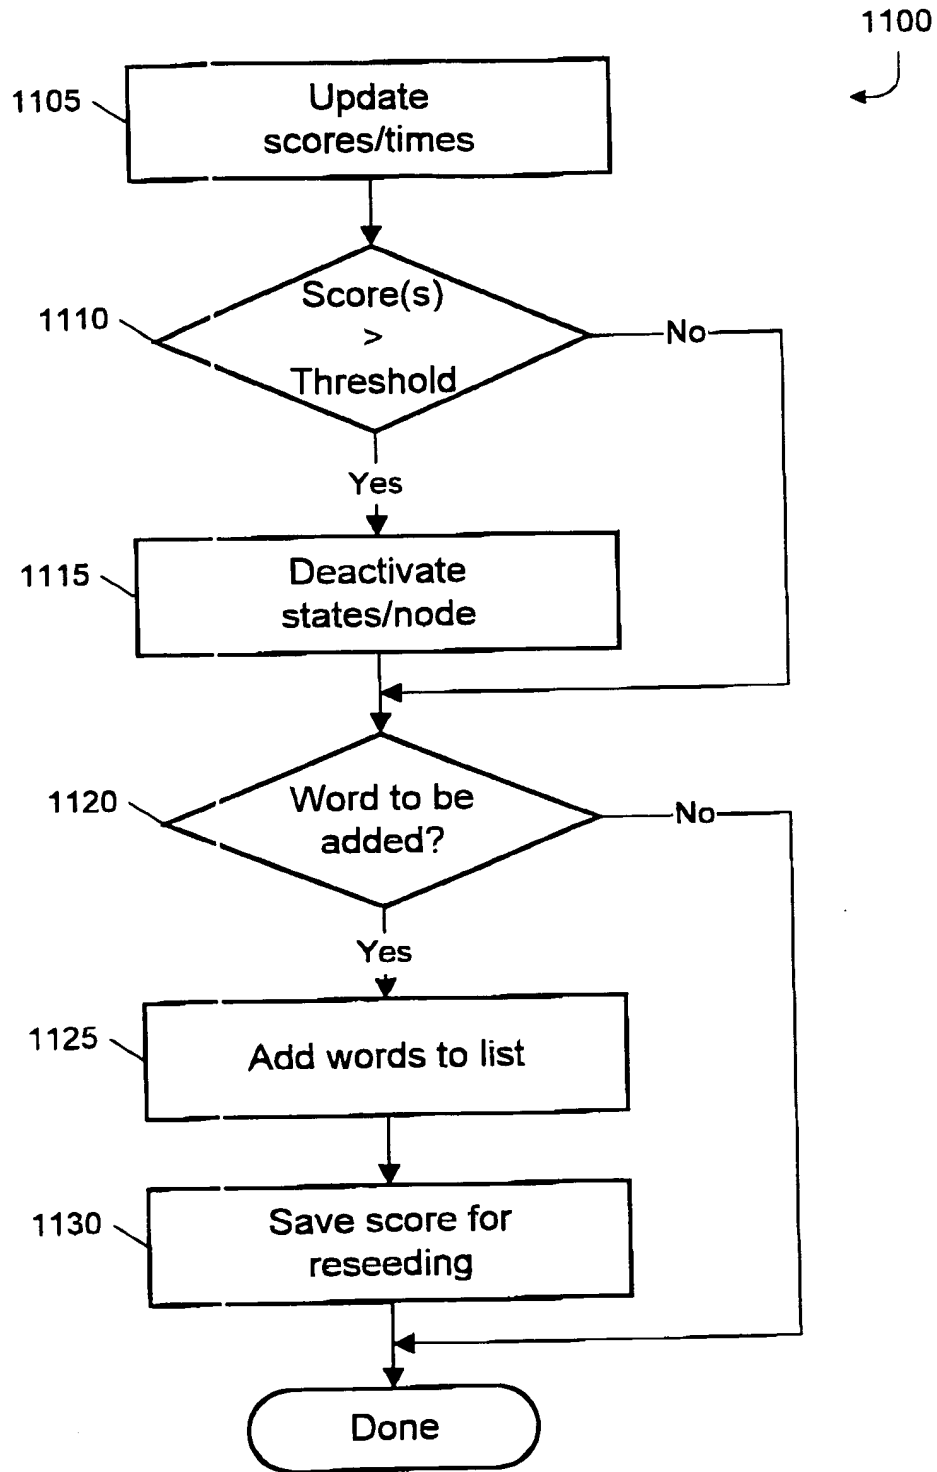 1100
1105
Update
scores/times
1110
Score(s)
>
Threshold
No
Yes
1115
Deactivate
states/node
1120
Word to be
added?
No
Yes
1125
Add words to list
1130
Save score for
reseeding
Done